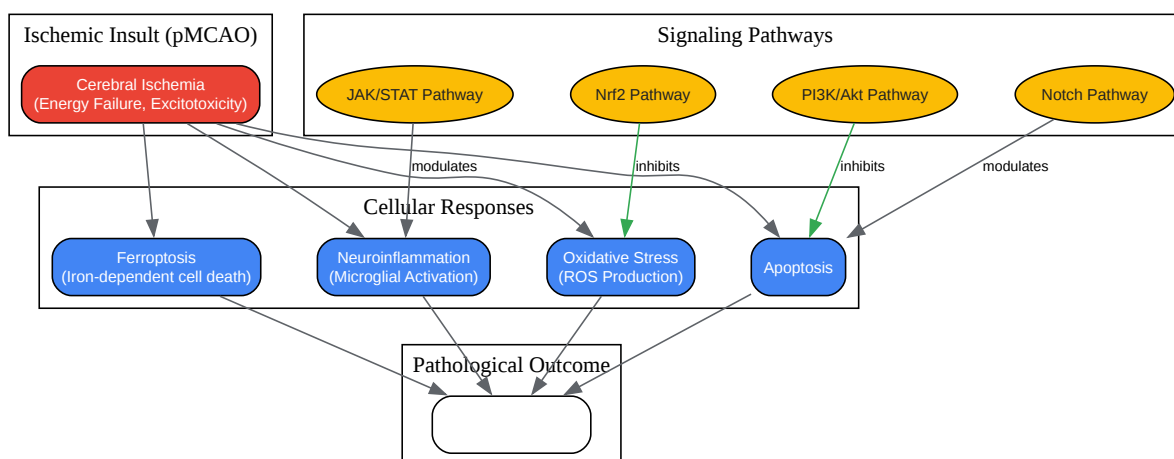 Ischemic Insult (pMCAO)
Signaling Pathways
Cerebral Ischemia
(Energy Failure, Excitotoxicity)
JAK/STAT Pathway
Nrf2 Pathway
PI3K/Akt Pathway
Notch Pathway
modulates
inhibits
inhibits
modulates
Cellular Responses
Ferroptosis
(Iron-dependent cell death)
Neuroinflammation
(Microglial Activation)
Oxidative Stress
(ROS Production)
Apoptosis
Pathological Outcome